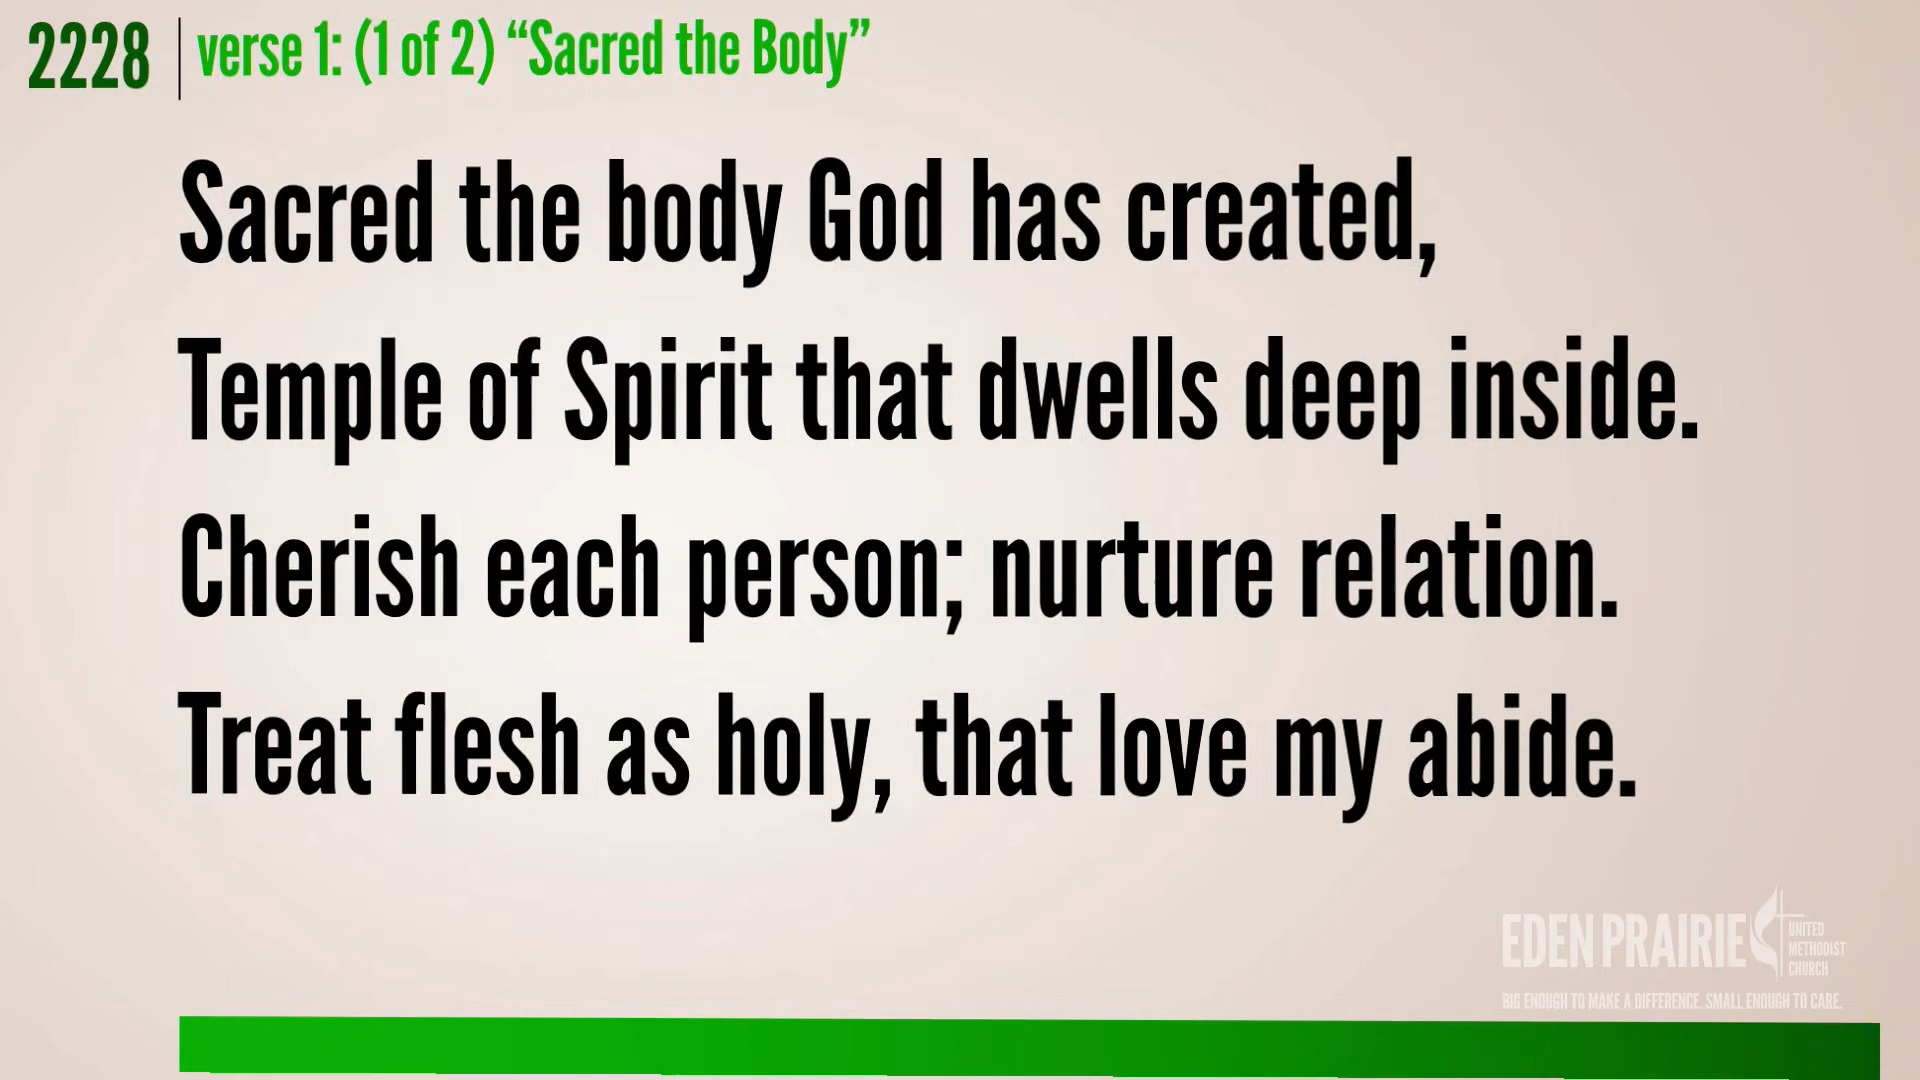 2228 verse 1: (1 of 2) “Sacred the Body”
Sacred the body God has created,
Temple of Spirit that dwells deep inside.
Cherish each person; nurture relation.
Treat flesh as holy, that love my abide.
EDEN PRAIRIE
UNITED
METHODIST
CHURCH
BIG ENOUGH TO MAKE A DIFFERENCE. SMALL ENOUGH TO CARE.